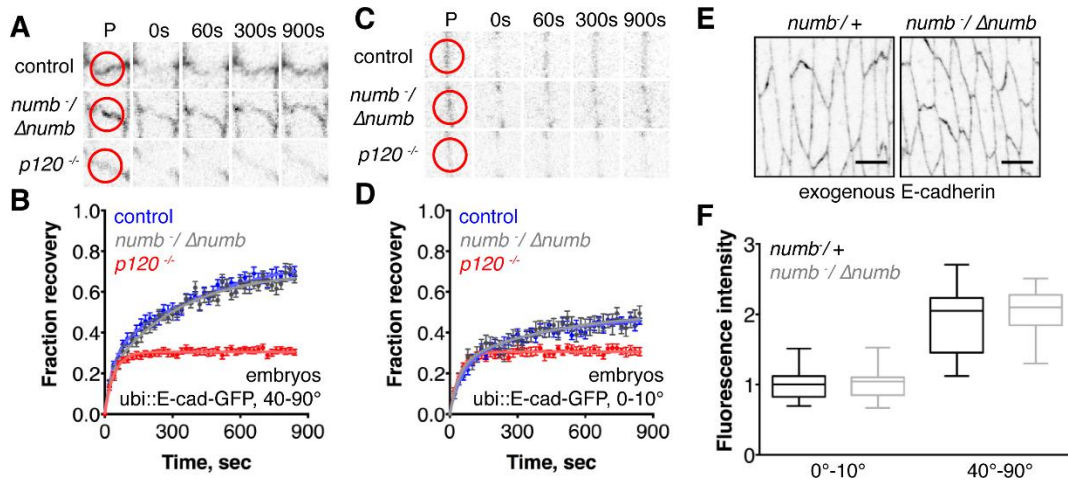 A
P 0s 60s 300s 900s
control
numb -/
Δnumb
p120 -/-
B
Fraction recovery
1.0
0.8
0.6
0.4
0.2
0.0
control
numb -/ Δnumb
p120 -/-
embryos
ubi::E-cad-GFP, 40-90°
0 300 600 900
Time, sec
C
P 0s 60s 300s 900s
control
numb -/
Δnumb
p120 -/-
D
Fraction recovery
1.0
0.8
0.6
0.4
0.2
0.0
control
numb -/ Δnumb
p120 -/-
embryos
ubi::E-cad-GFP, 0-10°
0 300 600 900
Time, sec
E
numb-/ + numb -/ Δnumb
exogenous E-cadherin
F
Fluorescence intensity
3
2
1
0
numb-/ +
numb -/ Δnumb
0°-10° 40°-90°